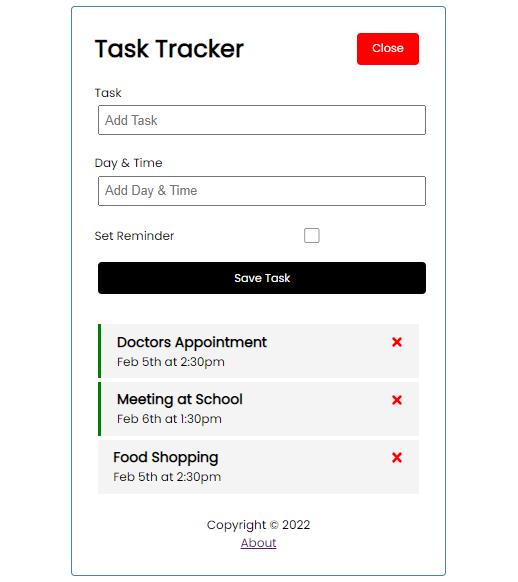 Task Tracker
Close
Task
Add Task
Day & Time
Add Day & Time
Set Reminder
Save Task
Doctors Appointment
Feb 5th at 2:30pm
Meeting at School
Feb 6th at 1:30pm
Food Shopping
Feb 5th at 2:30pm
Copyright © 2022
About